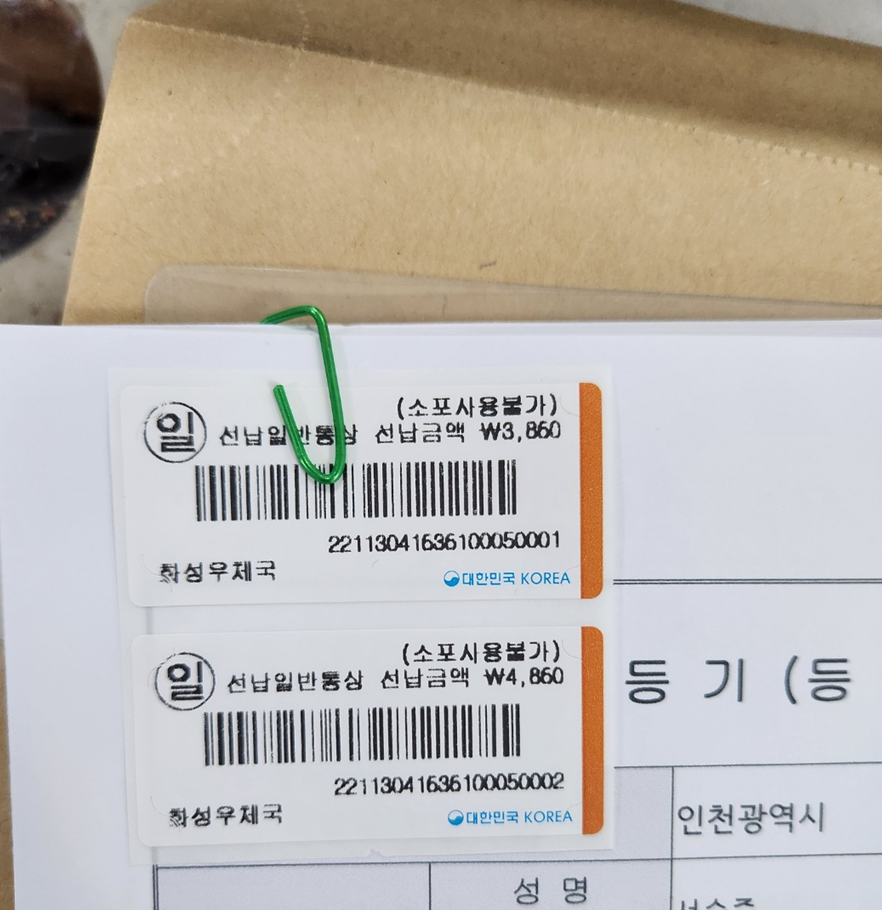 (소포사용불가)
일 선납일반통상 선납금액 ₩3,860
22113041636100050001
화성우체국
대한민국 KOREA
(소포사용불가)
일 선납일반통상 선납금액 ₩4,860
22113041636100050002
화성우체국
대한민국 KOREA
등 기 (등
인천광역시
성 명